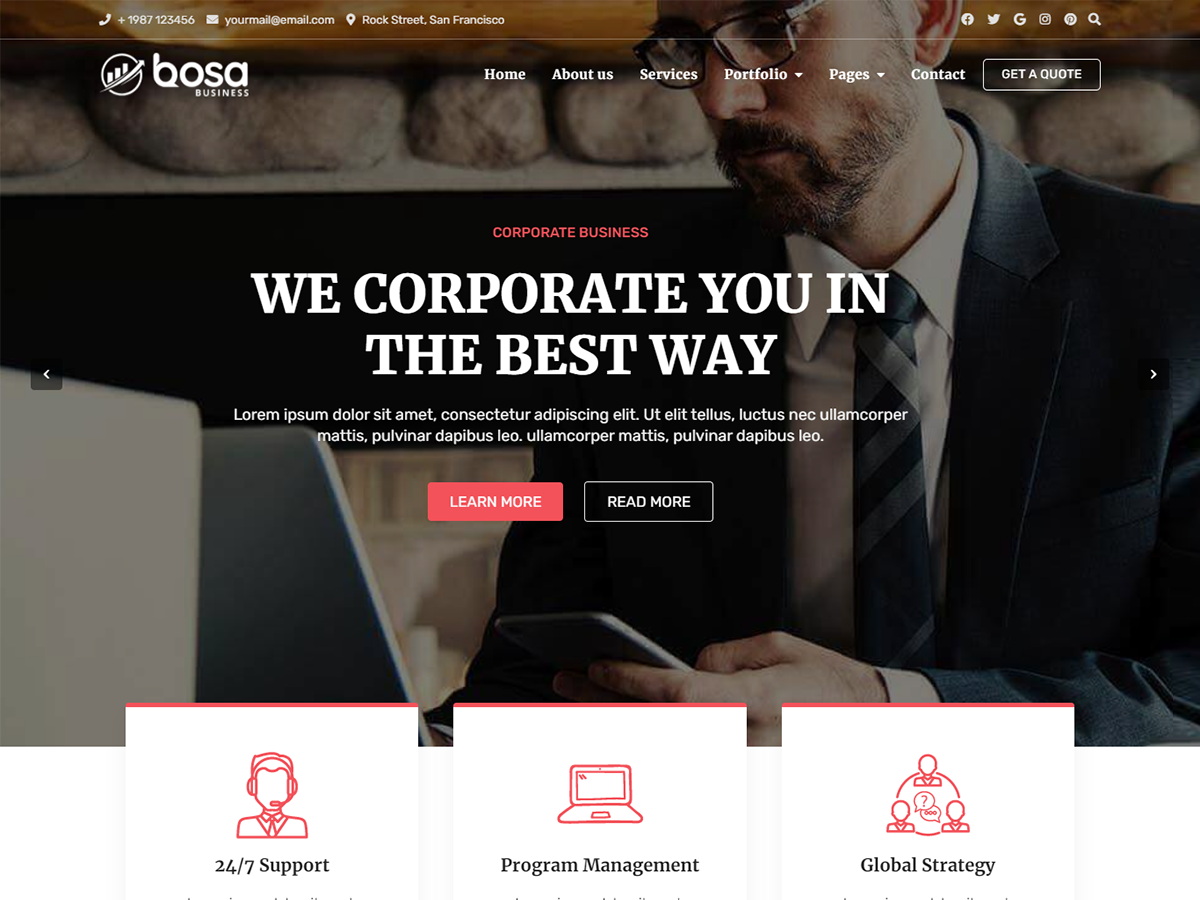 + 1987 123456 yourmail@email.com Rock Street, San Francisco
bosa
BUSINESS
Home About us Services Portfolio Pages Contact GET A QUOTE
CORPORATE BUSINESS
WE CORPORATE YOU IN
THE BEST WAY
Lorem ipsum dolor sit amet, consectetur adipiscing elit. Ut elit tellus, luctus nec ullamcorper
mattis, pulvinar dapibus leo. ullamcorper mattis, pulvinar dapibus leo.
LEARN MORE READ MORE
24/7 Support Program Management Global Strategy